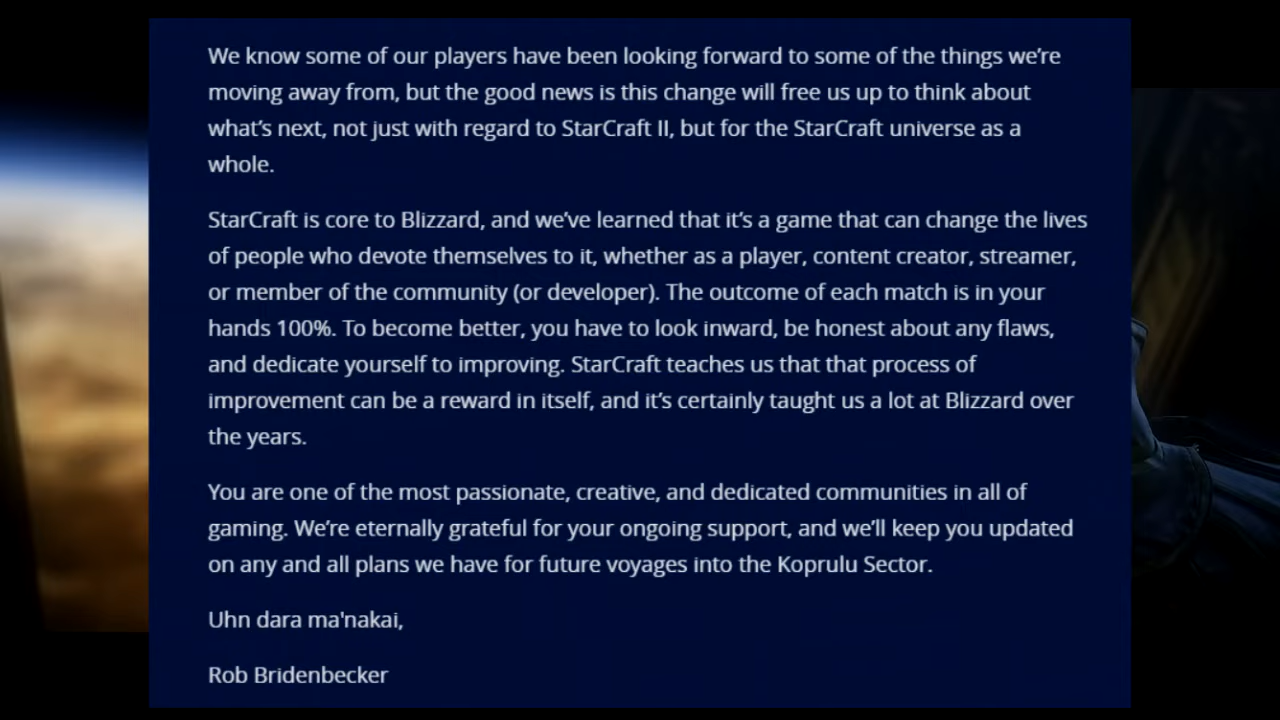 We know some of our players have been looking forward to some of the things we’re
moving away from, but the good news is this change will free us up to think about
what’s next, not just with regard to StarCraft II, but for the StarCraft universe as a
whole.
StarCraft is core to Blizzard, and we’ve learned that it’s a game that can change the lives
of people who devote themselves to it, whether as a player, content creator, streamer,
or member of the community (or developer). The outcome of each match is in your
hands 100%. To become better, you have to look inward, be honest about any flaws,
and dedicate yourself to improving. StarCraft teaches us that that process of
improvement can be a reward in itself, and it’s certainly taught us a lot at Blizzard over
the years.
You are one of the most passionate, creative, and dedicated communities in all of
gaming. We’re eternally grateful for your ongoing support, and we’ll keep you updated
on any and all plans we have for future voyages into the Koprulu Sector.
Uhn dara ma'nakai,
Rob Bridenbecker